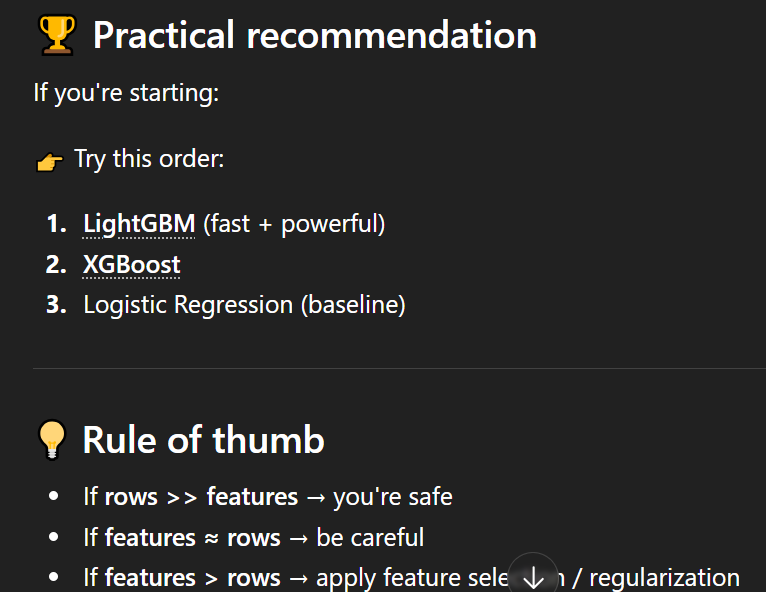 🏆 Practical recommendation
If you're starting:
👉 Try this order:
1. LightGBM (fast + powerful)
2. XGBoost
3. Logistic Regression (baseline)
💡 Rule of thumb
• If rows >> features → you're safe
• If features ≈ rows → be careful
• If features > rows → apply feature / regularization